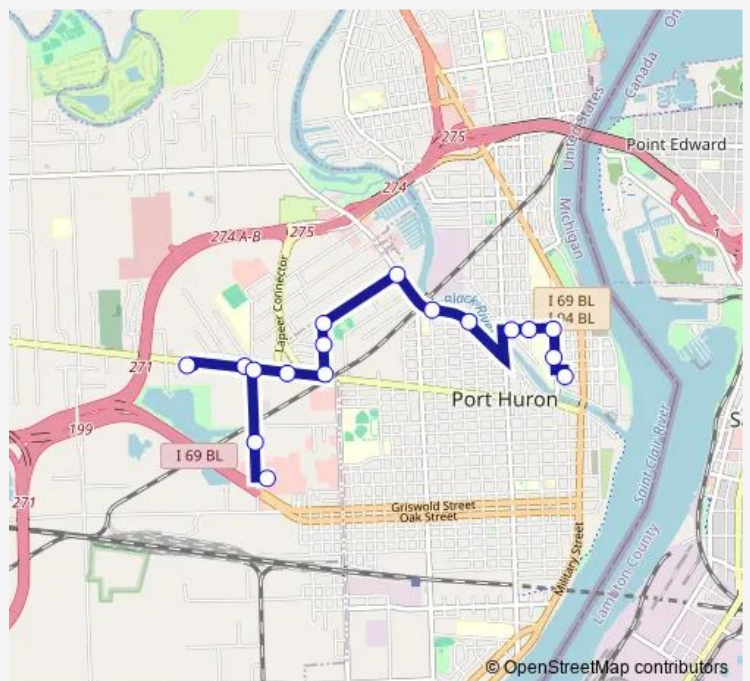 275
Point Edward
United States
Canada
On
274
Michigan
274 A-B
275
1
Lapeer Connector
Black River
I 69 BL
I 94 BL
271
Port Huron
199
I 69 BL
S
Saint Clair River
271
Griswold Street
Oak Street
Military Street
Lambton County
© OpenStreetMap contributors